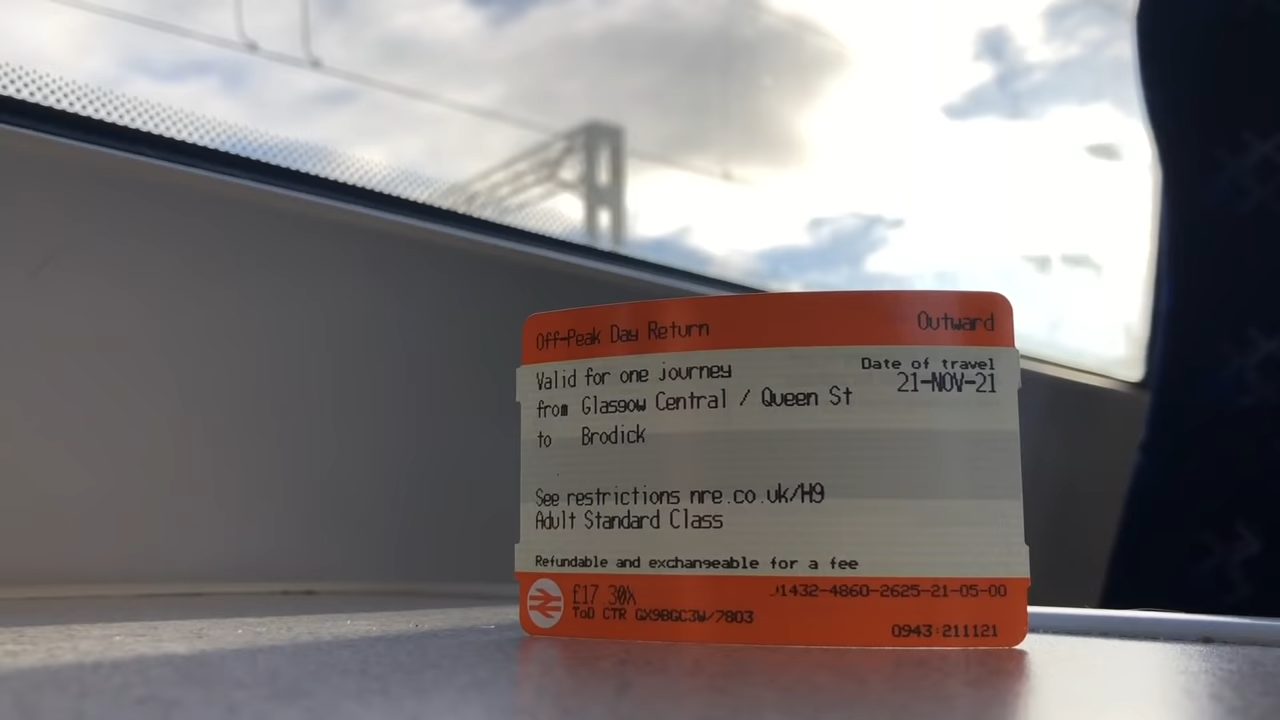 Off-Peak Day Return Outward
Valid for one journey Date of travel
21-NOV-21
from Glasgow Central / Queen St
to Brodick
See restrictions nre.co.uk/H9
Adult Standard Class
Refundable and exchangeable for a fee
£17 30X 1432-4860-2625-21-05-00
ToD CTR GX9BGC3W/7803
0943:211121